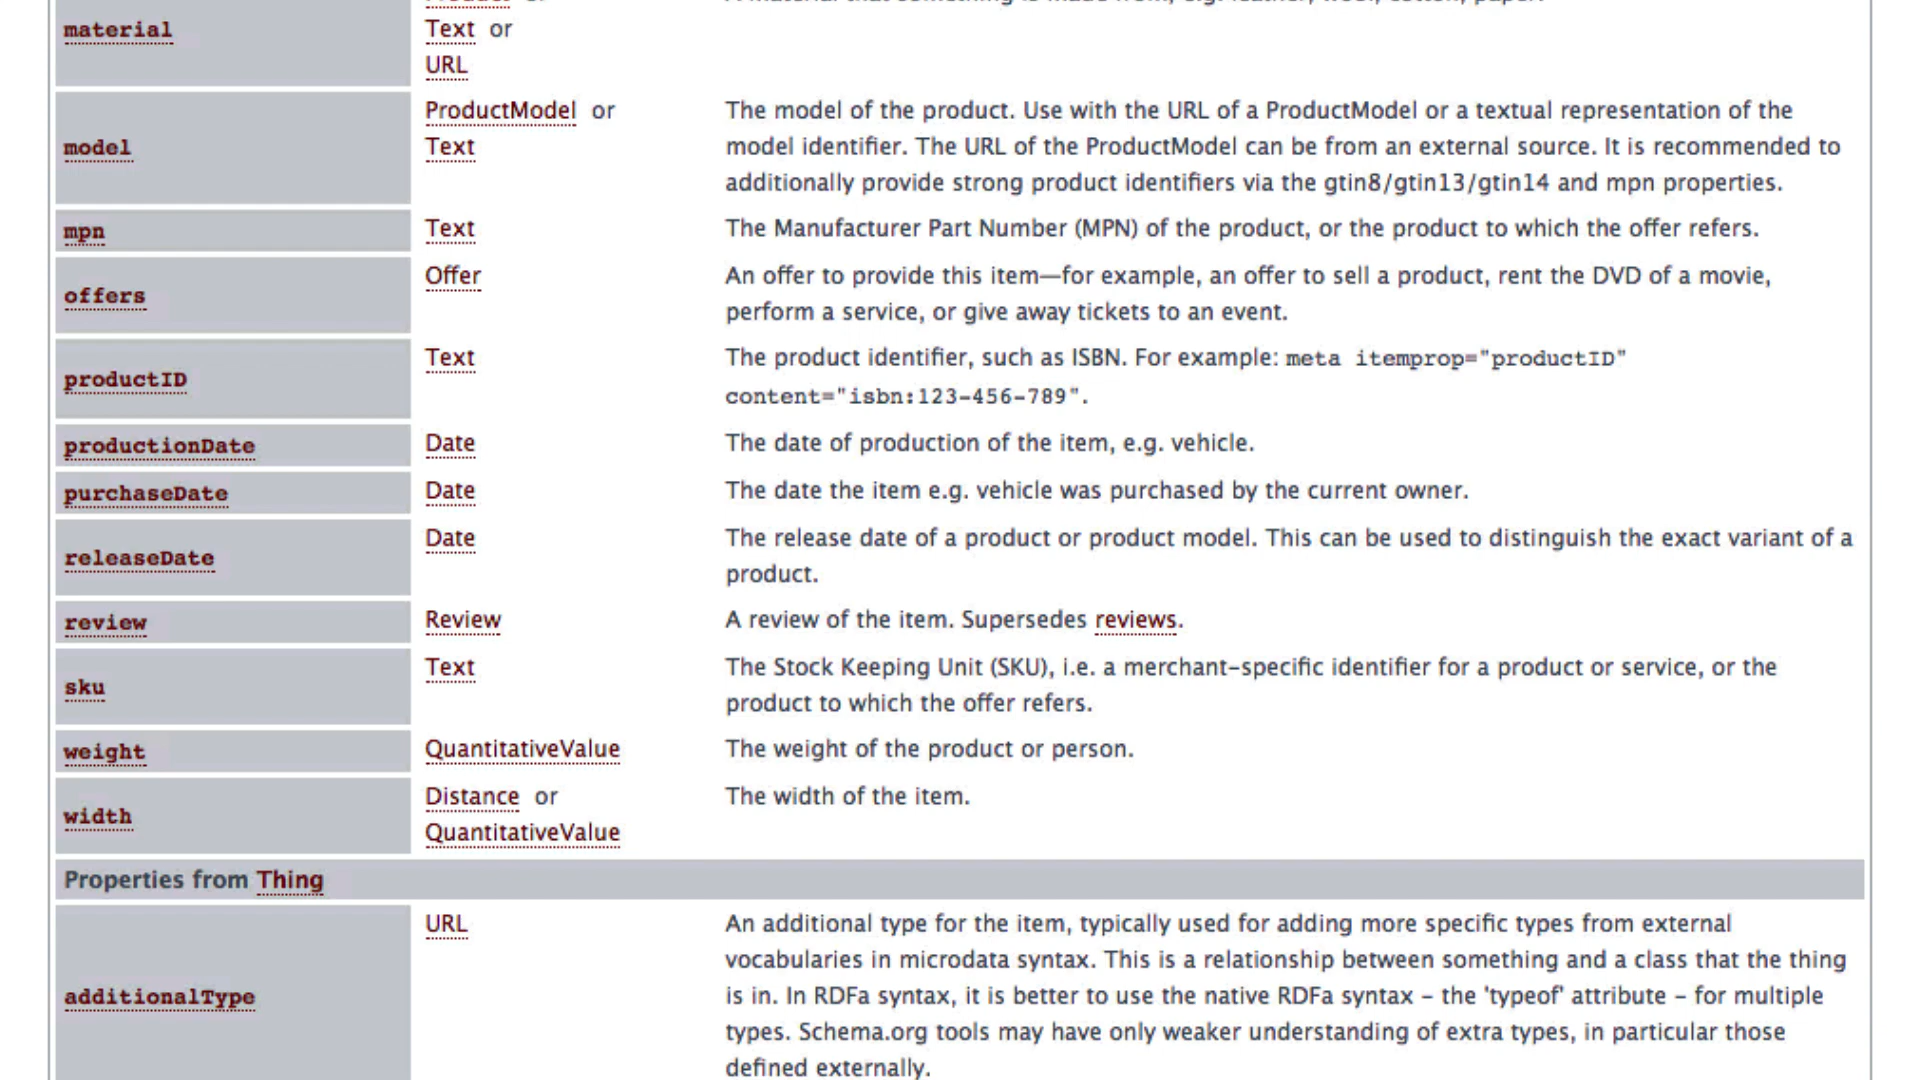 material
Text or
URL
model
ProductModel or
Text
The model of the product. Use with the URL of a ProductModel or a textual representation of the
model identifier. The URL of the ProductModel can be from an external source. It is recommended to
additionally provide strong product identifiers via the gtin8/gtin13/gtin14 and mpn properties.
mpn
Text
The Manufacturer Part Number (MPN) of the product, or the product to which the offer refers.
offers
Offer
An offer to provide this item—for example, an offer to sell a product, rent the DVD of a movie,
perform a service, or give away tickets to an event.
productID
Text
The product identifier, such as ISBN. For example: meta itemprop="productID"
content="isbn:123-456-789".
productionDate
Date
The date of production of the item, e.g. vehicle.
purchaseDate
Date
The date the item e.g. vehicle was purchased by the current owner.
releaseDate
Date
The release date of a product or product model. This can be used to distinguish the exact variant of a
product.
review
Review
A review of the item. Supersedes reviews.
sku
Text
The Stock Keeping Unit (SKU), i.e. a merchant-specific identifier for a product or service, or the
product to which the offer refers.
weight
QuantitativeValue
The weight of the product or person.
width
Distance or
QuantitativeValue
The width of the item.
Properties from Thing
additionalType
URL
An additional type for the item, typically used for adding more specific types from external
vocabularies in microdata syntax. This is a relationship between something and a class that the thing
is in. In RDFa syntax, it is better to use the native RDFa syntax - the 'typeof' attribute - for multiple
types. Schema.org tools may have only weaker understanding of extra types, in particular those
defined externally.